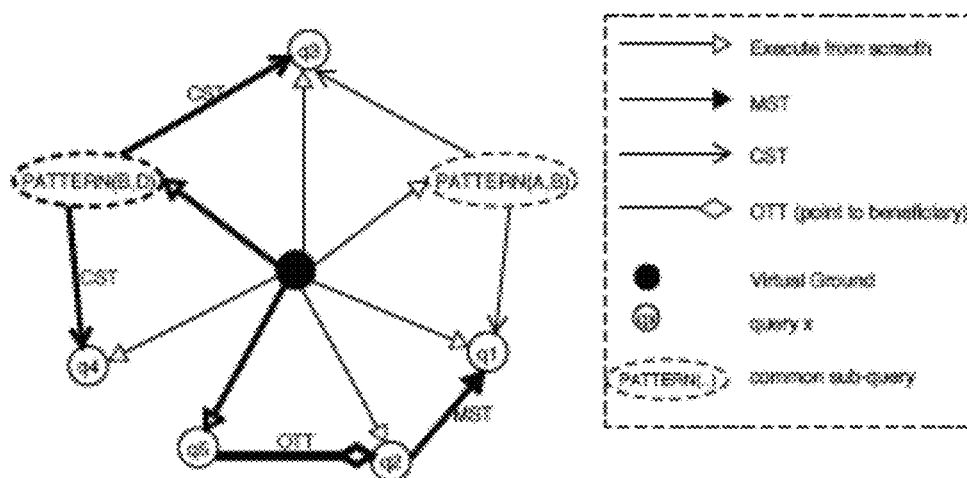 q3
CST
PATTERN(B,D)
PATTERN(A,B)
CST
q4
q1
MST
q5
OTT
q2
Execute from scracth
MST
CST
OTT (point to beneficiary)
Virtual Ground
query x
PATTERN(,.)
common sub-query